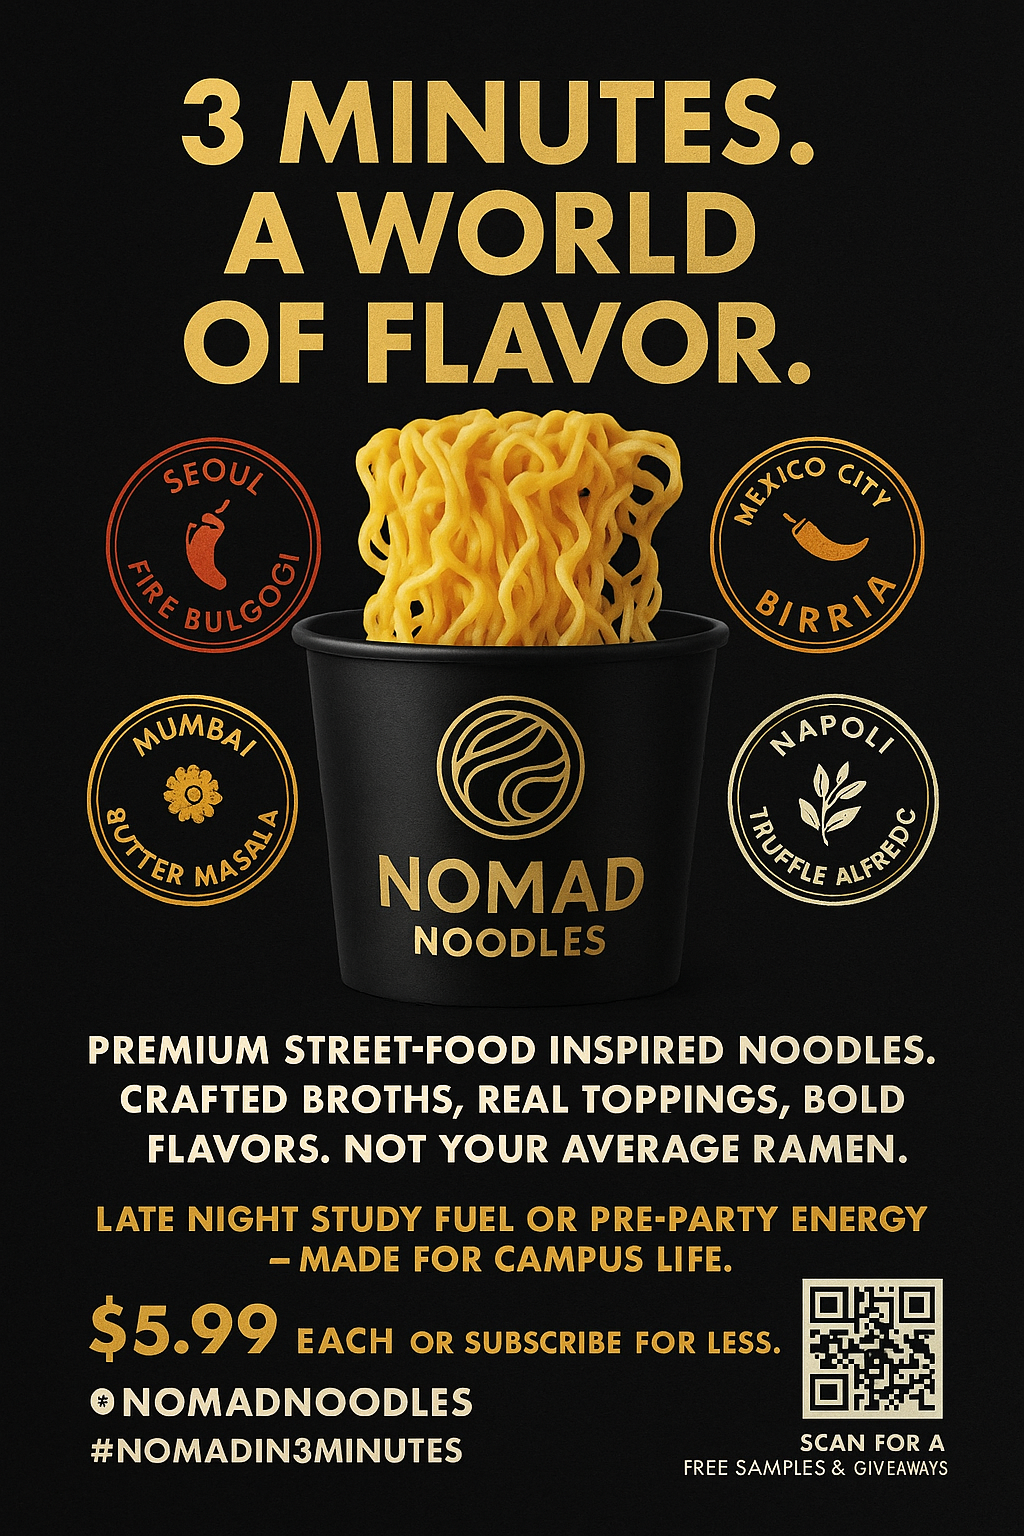 3 MINUTES.
A WORLD
OF FLAVOR.
SEOUL
FIRE BULGOGI
MEXICO CITY
BIRRIA
MUMBAI
BUTTER MASALA
NAPOLI
TRUFFLE ALFREDC
NOMAD
NOODLES
PREMIUM STREET-FOOD INSPIRED NOODLES.
CRAFTED BROTHS, REAL TOPPINGS, BOLD
FLAVORS. NOT YOUR AVERAGE RAMEN.
LATE NIGHT STUDY FUEL OR PRE-PARTY ENERGY
– MADE FOR CAMPUS LIFE.
$5.99 EACH OR SUBSCRIBE FOR LESS.
NOMADNOODLES
#NOMADIN3MINUTES
SCAN FOR A
FREE SAMPLES & GIVEAWAYS